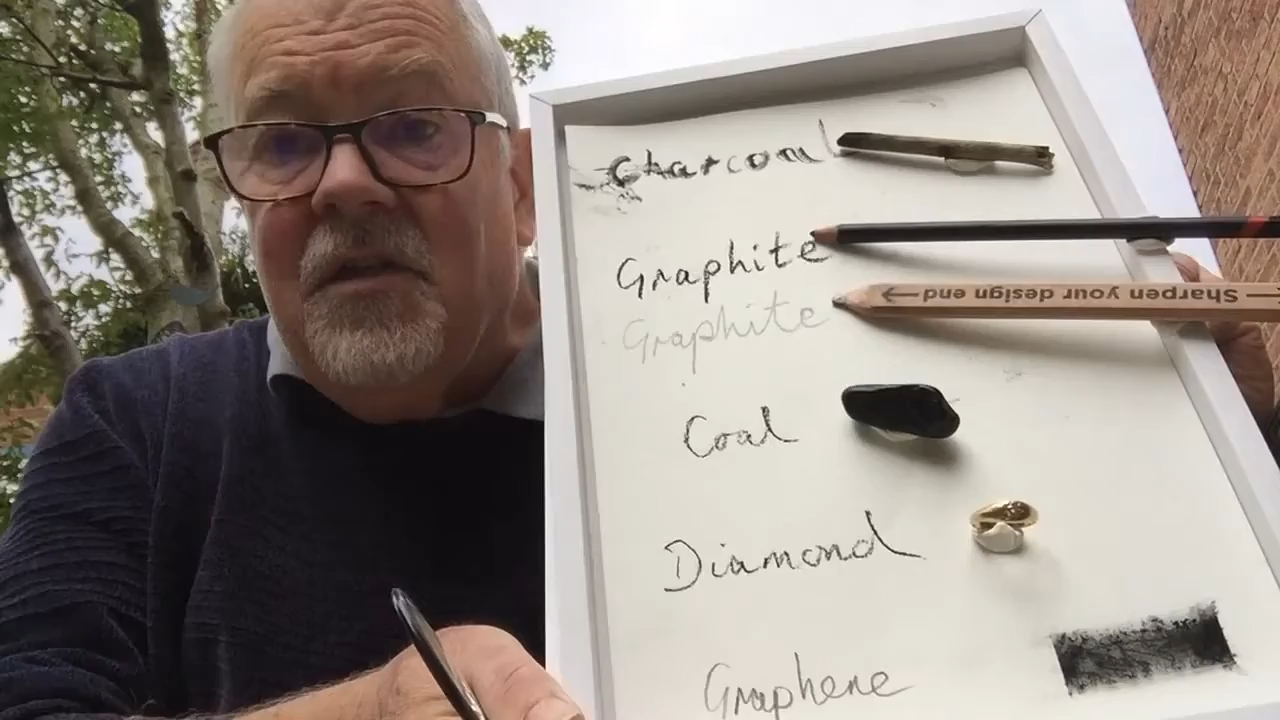 Charcoal
Graphite
Sharpen your design end
Graphite
Coal
Diamond
Graphene